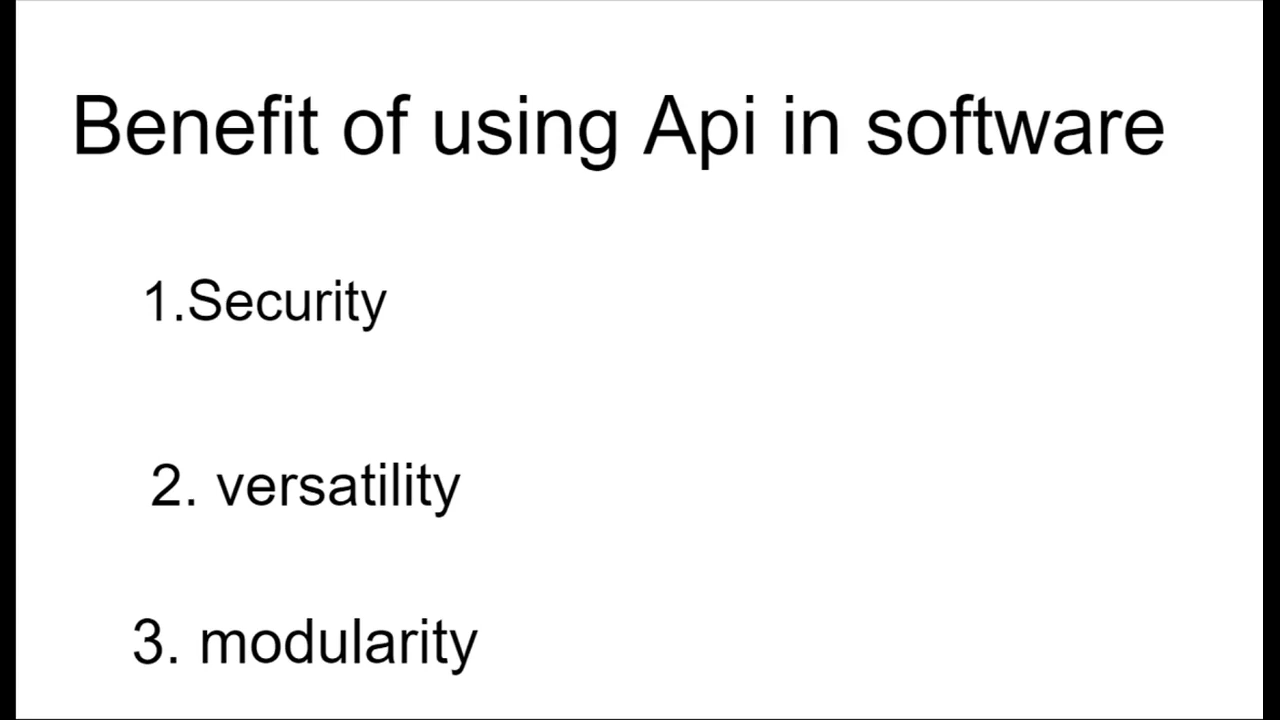 Benefit of using Api in software
1.Security
2. versatility
3. modularity